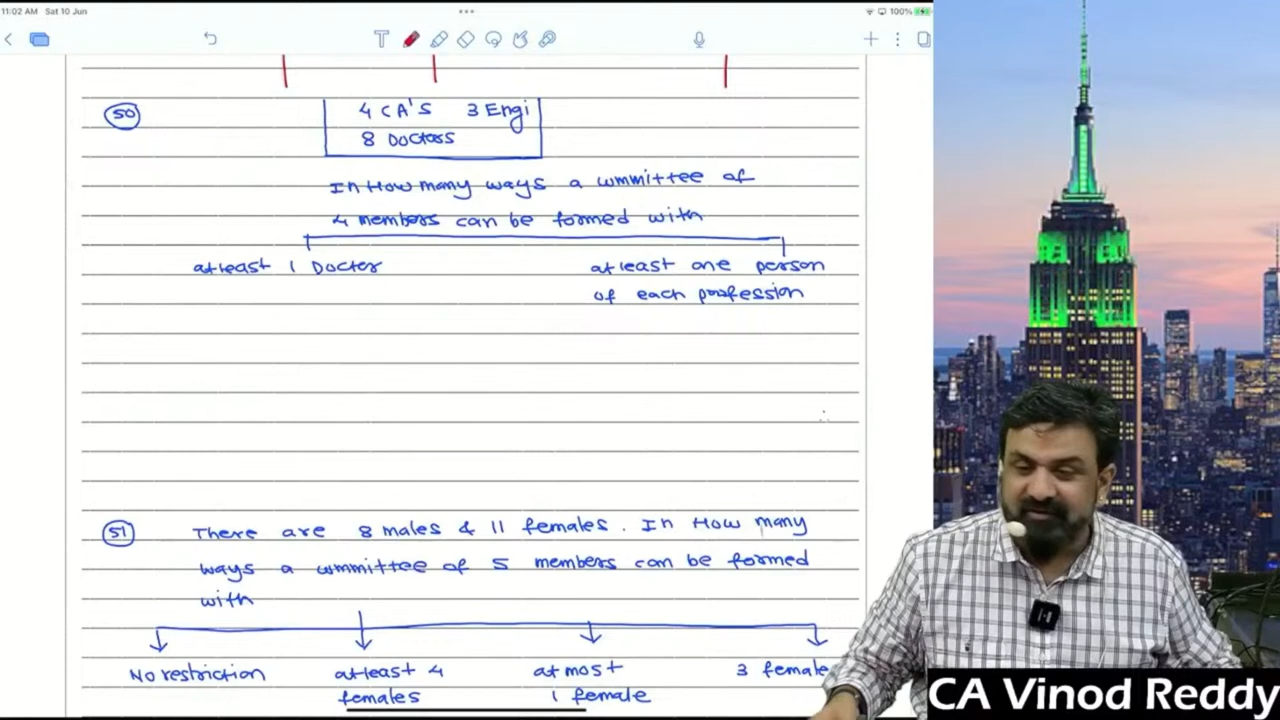 11:02 AM Sat 10 Jun
100%
50
4 CA's 3 Engi
8 Doctors
In How many ways a committee of
4 members can be formed with
atleast 1 Doctor
atleast one person
of each profession
51
There are 8 males & 11 females. In How many
ways a committee of 5 members can be formed
with
No restriction
atleast 4
females
atmost
1 female
3 female
CA Vinod Reddy